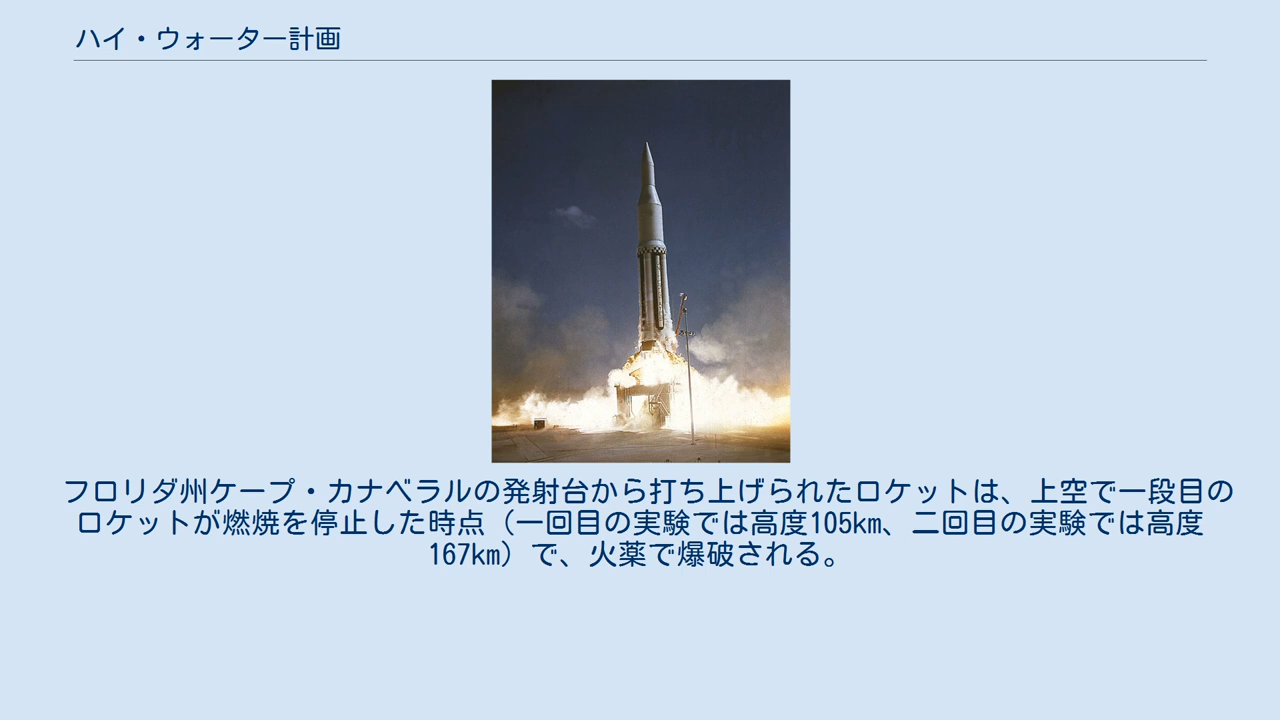 ハイ・ウォーター計画
フロリダ州ケープ・カナベラルの発射台から打ち上げられたロケットは、上空で一段目の
ロケットが燃焼を停止した時点（一回目の実験では高度105km、二回目の実験では高度
167km）で、火薬で爆破される。